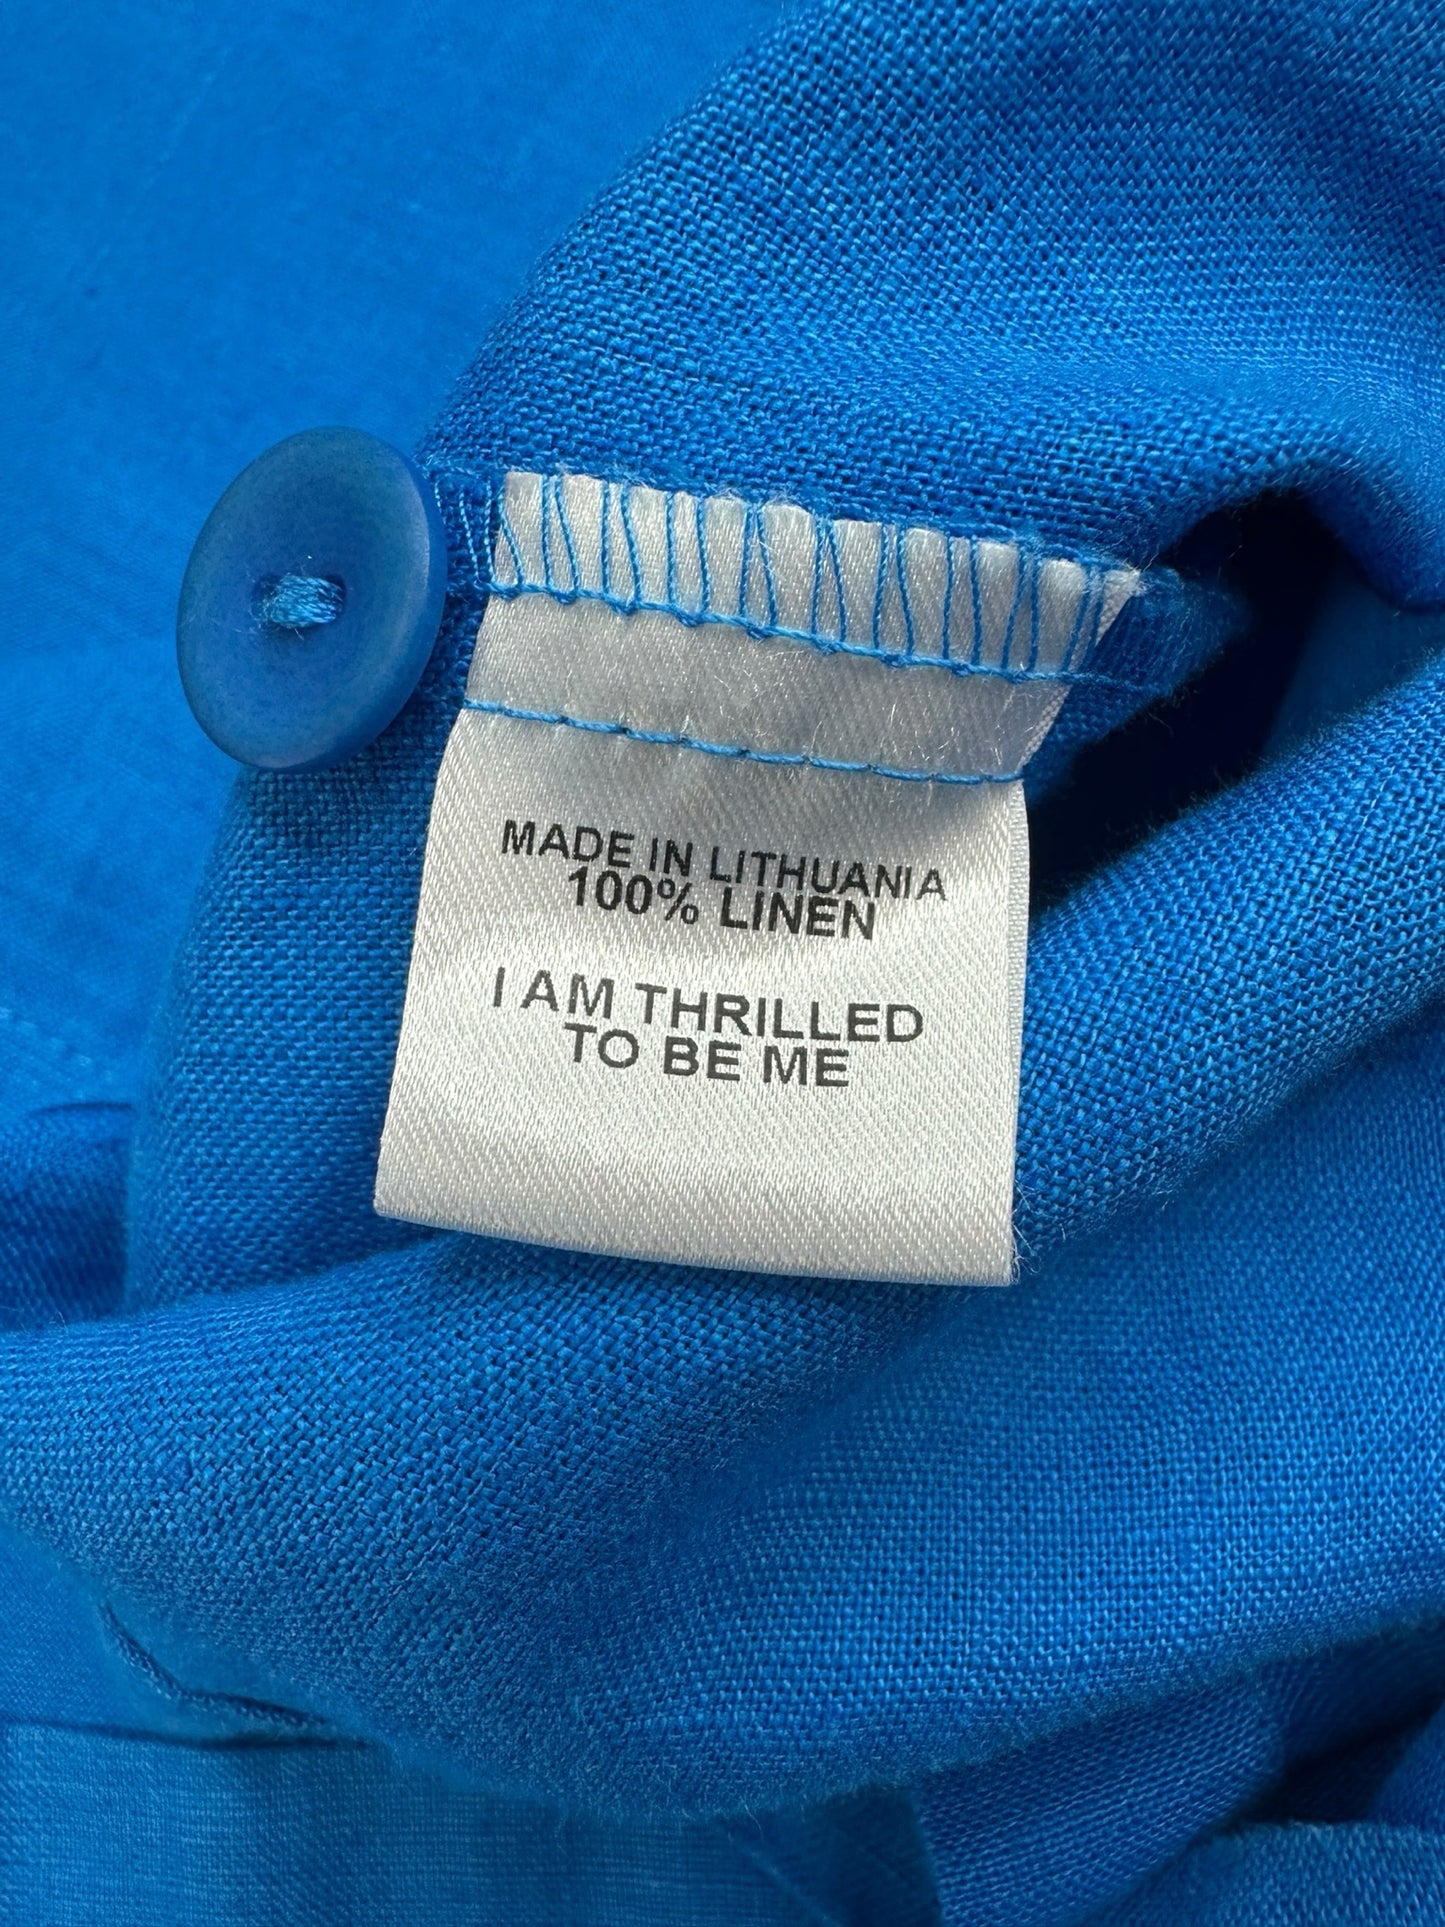 MADE IN LITHUANIA
100% LINEN
I AM THRILLED
TO BE ME